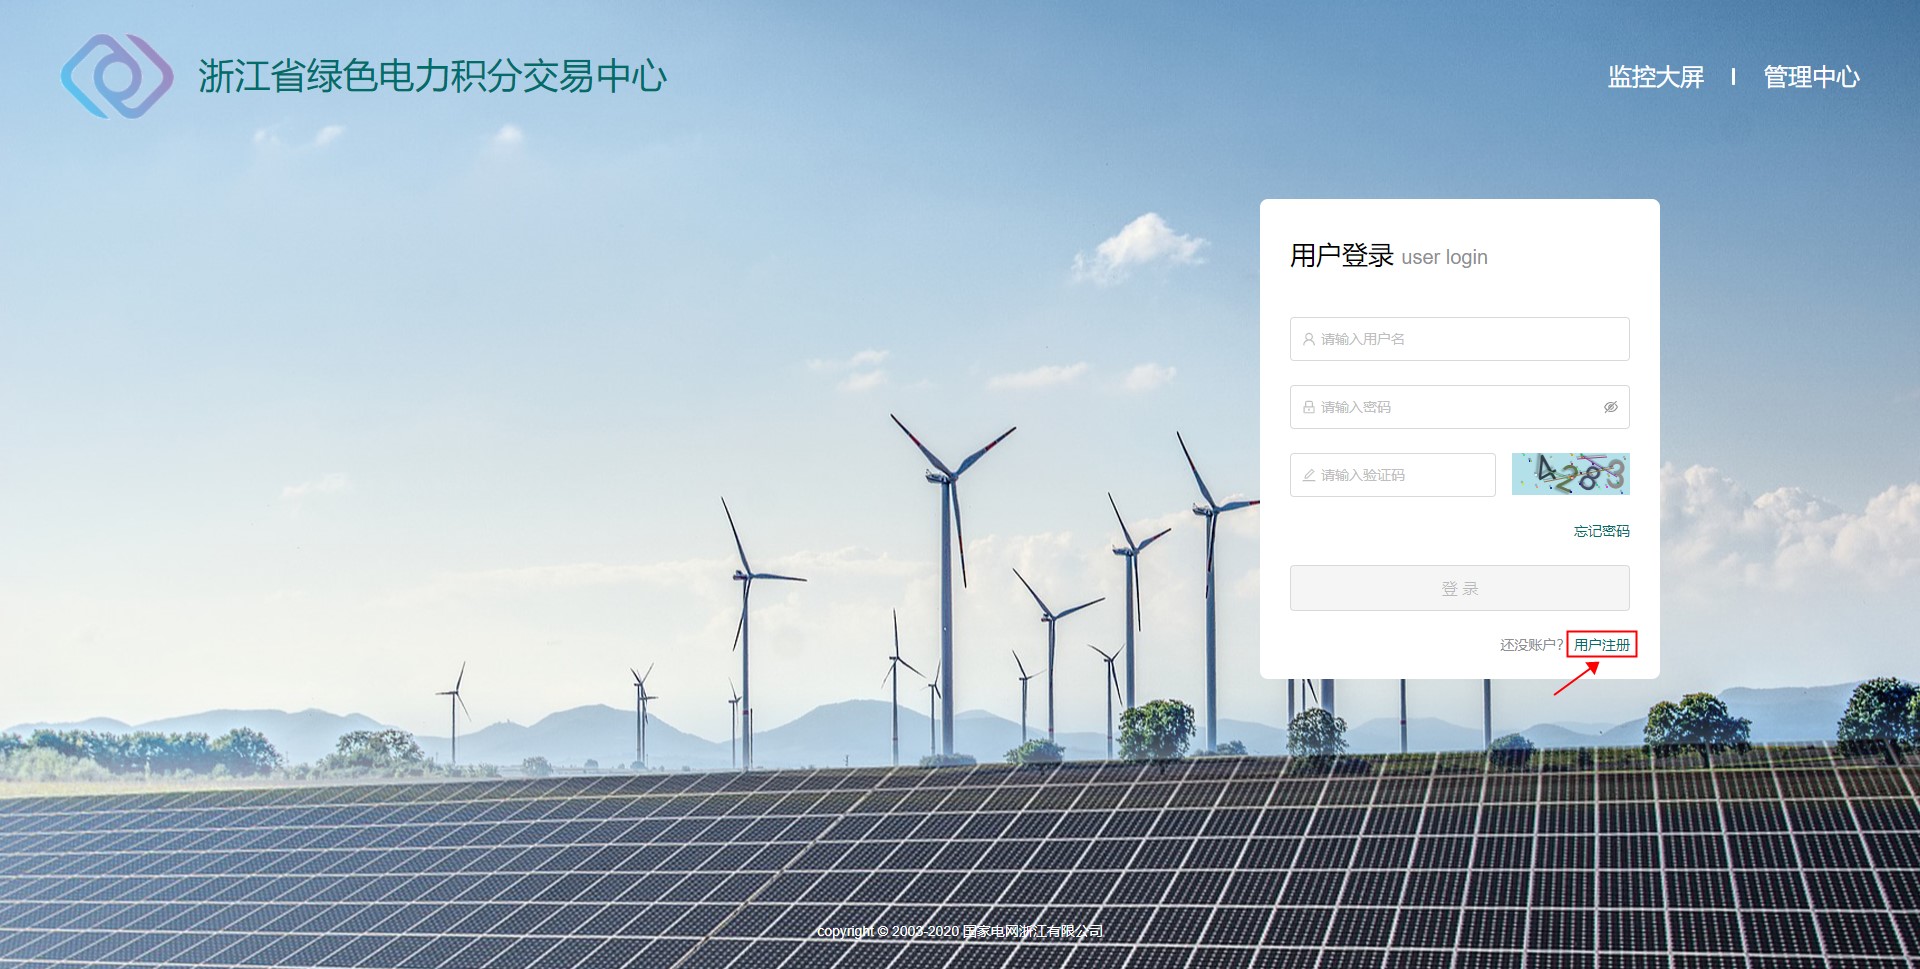 浙江省绿色电力积分交易中心
监控大屏 | 管理中心
用户登录 user login
请输入用户名
请输入密码
请输入验证码 4283
忘记密码
登 录
还没账户? 用户注册
copyright © 2003-2020 国家电网浙江有限公司